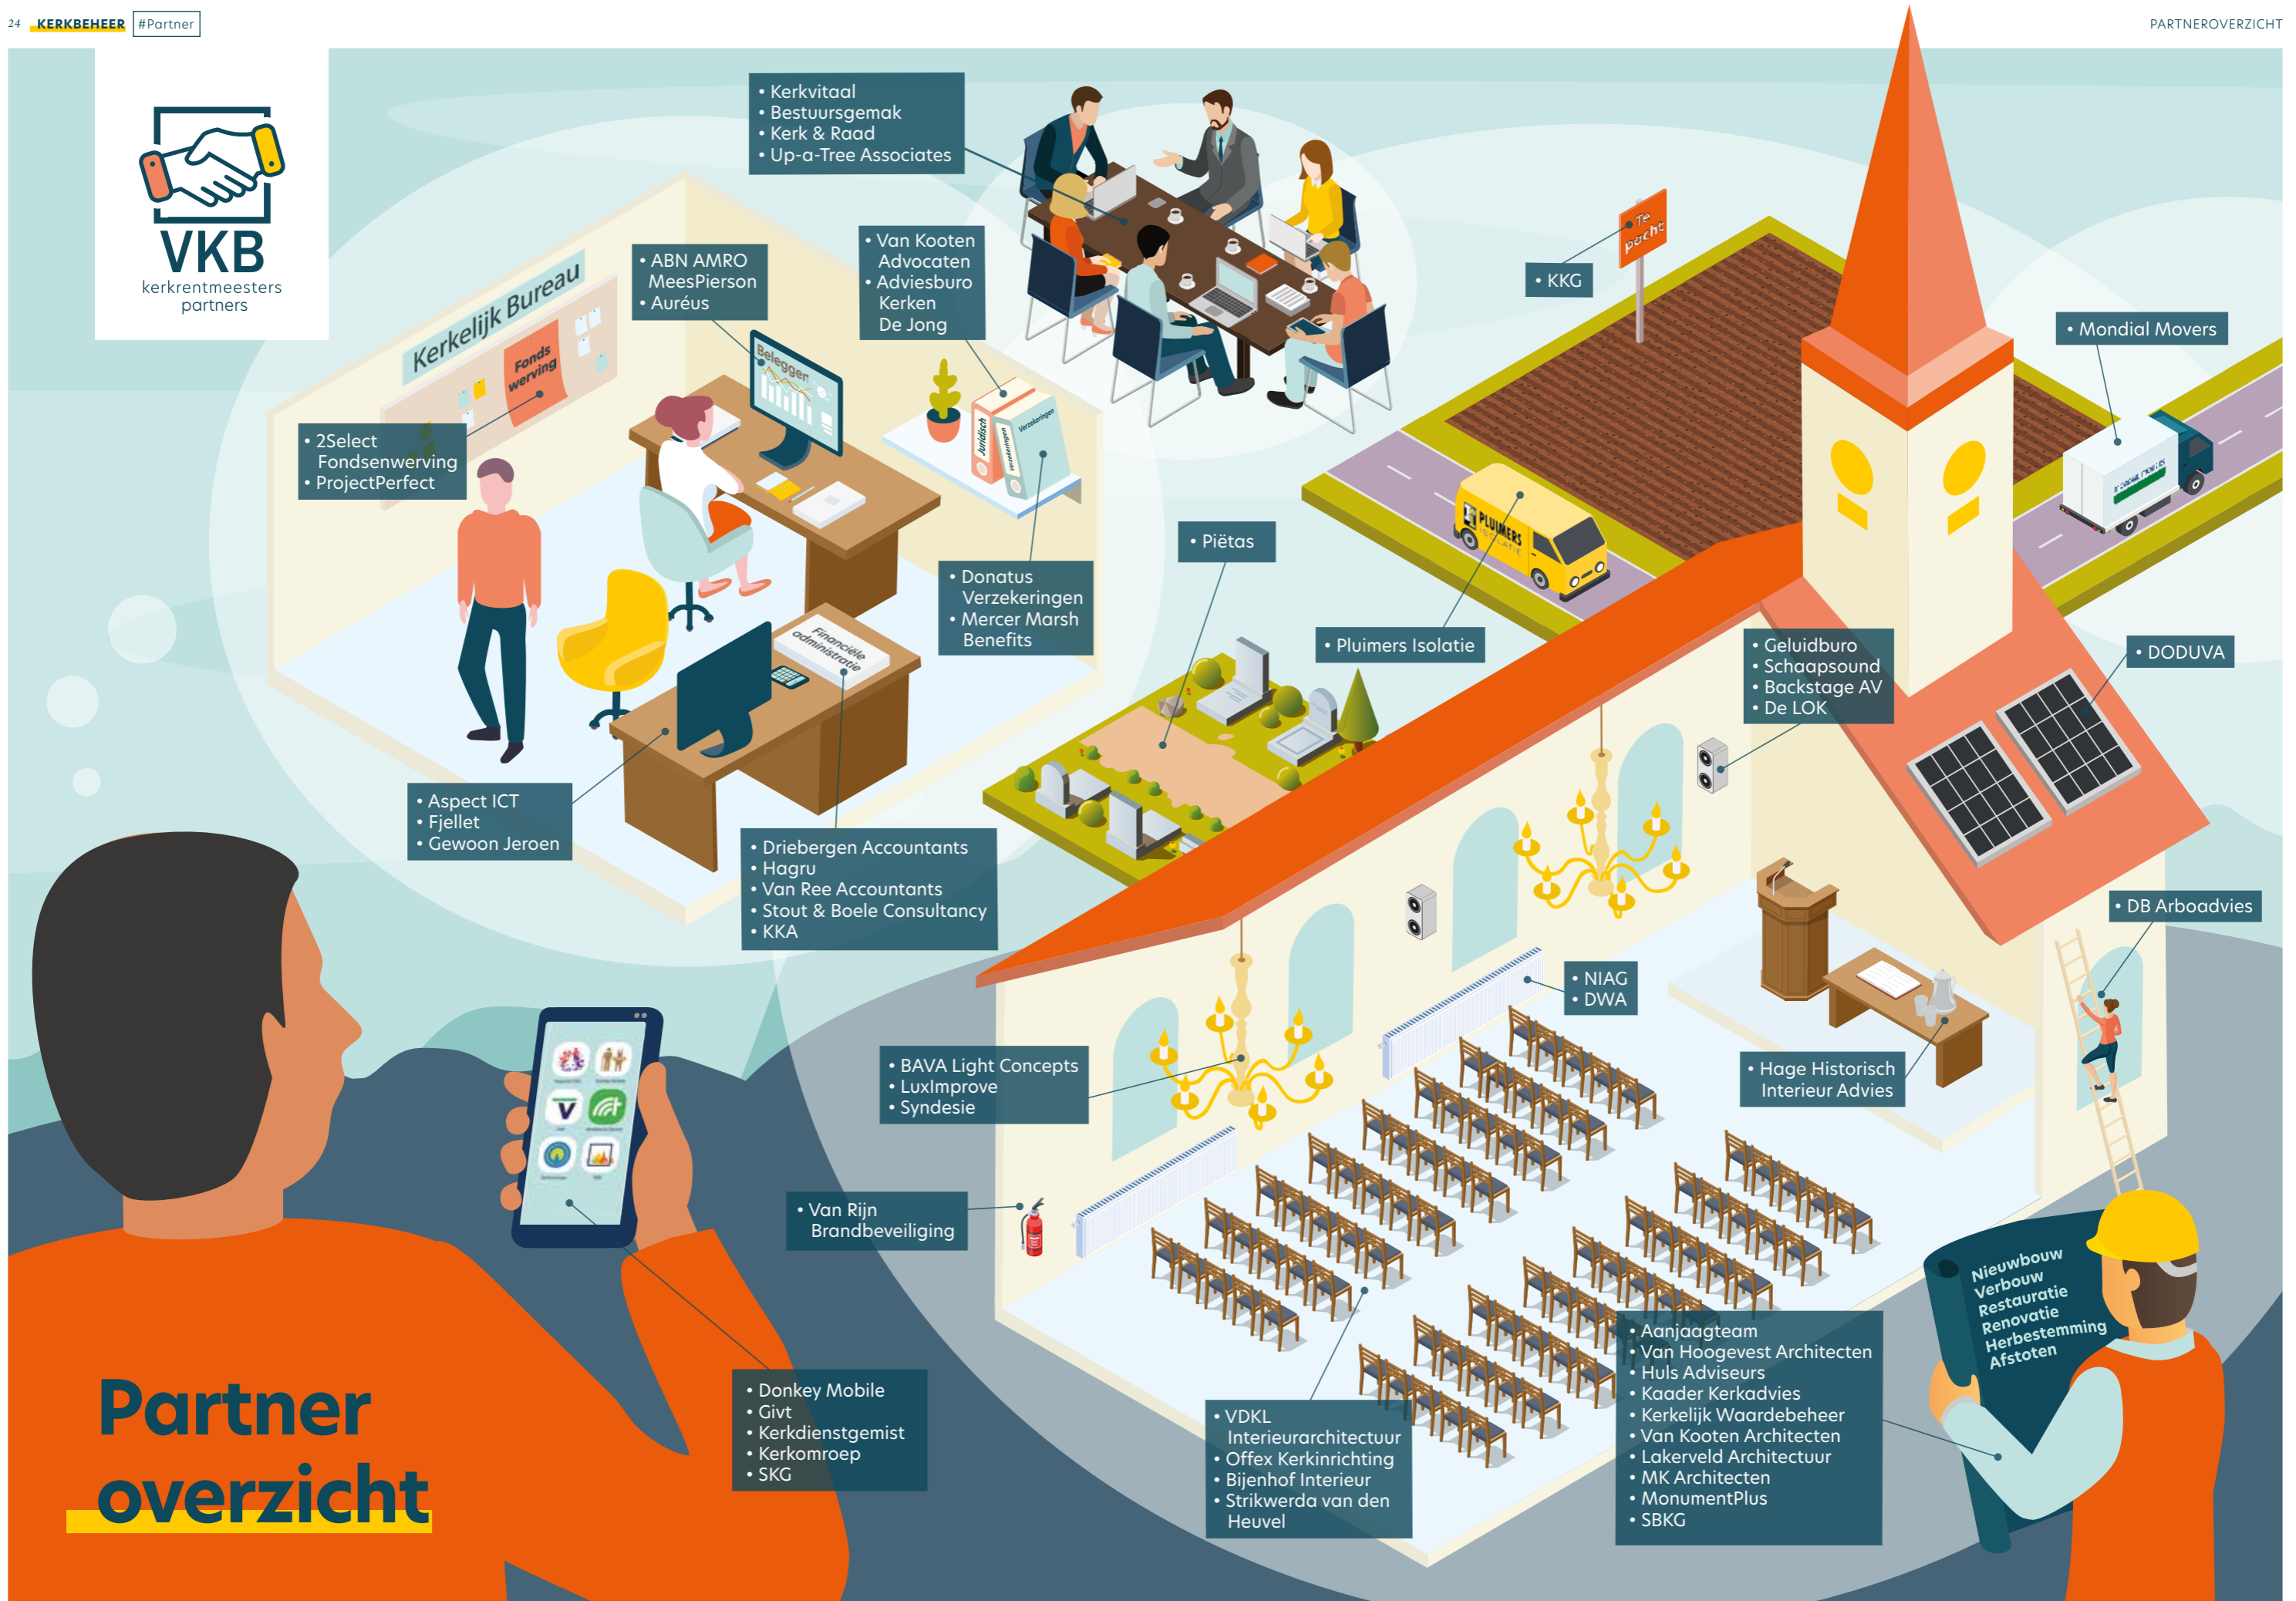 24 KERKBEHEER #Partner
PARTNEROVERZICHT
VKB
kerkrentmeesters
partners
• Kerkvitaal
• Bestuursgemak
• Kerk & Raad
• Up-a-Tree Associates
• ABN AMRO
MeesPierson
• Auréus
• Van Kooten
Advocaten
• Adviesburo
Kerken
De Jong
Te
pacht
• KKG
• Mondial Movers
Kerkelijk Bureau
Fonds
werving
Beleggen
Juridisch
Verzekeringen
Verzekeringen
• 2Select
Fondsenwerving
• ProjectPerfect
PLUIMERS
ISOLATIE
• Piëtas
• Donatus
Verzekeringen
• Mercer Marsh
Benefits
• Pluimers Isolatie
• Geluidburo
• Schaapsound
• Backstage AV
• De LOK
• DODUVA
Financiële
administratie
• Aspect ICT
• Fjellet
• Gewoon Jeroen
• Driebergen Accountants
• Hagru
• Van Ree Accountants
• Stout & Boele Consultancy
• KKA
• DB Arboadvies
• NIAG
• DWA
• BAVA Light Concepts
• LuxImprove
• Syndesie
• Hage Historisch
Interieur Advies
• Van Rijn
Brandbeveiliging
Nieuwbouw
Verbouw
Restauratie
Renovatie
Herbestemming
Afstoten
• Donkey Mobile
• Givt
• Kerkdienstgemist
• Kerkomroep
• SKG
• VDKL
Interieurarchitectuur
• Offex Kerkinrichting
• Bijenhof Interieur
• Strikwerda van den
Heuvel
• Aanjaagteam
• Van Hoogevest Architecten
• Huls Adviseurs
• Kaader Kerkadvies
• Kerkelijk Waardebeheer
• Van Kooten Architecten
• Lakerveld Architectuur
• MK Architecten
• MonumentPlus
• SBKG
Partner
overzicht